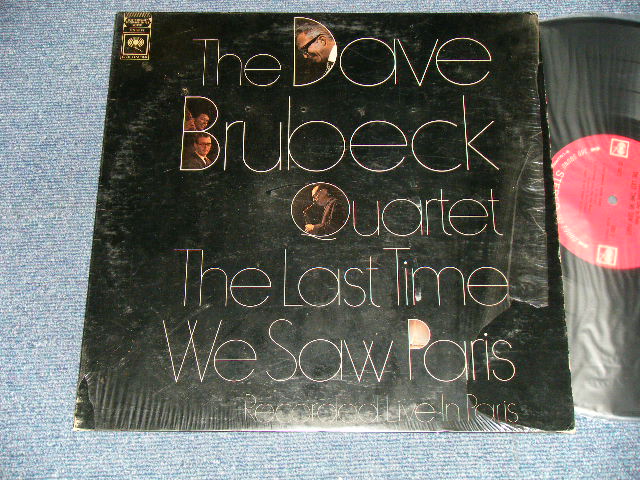 The Dave
Brubeck
Quartet
The Last Time
We Saw Paris
Recorded Live In Paris